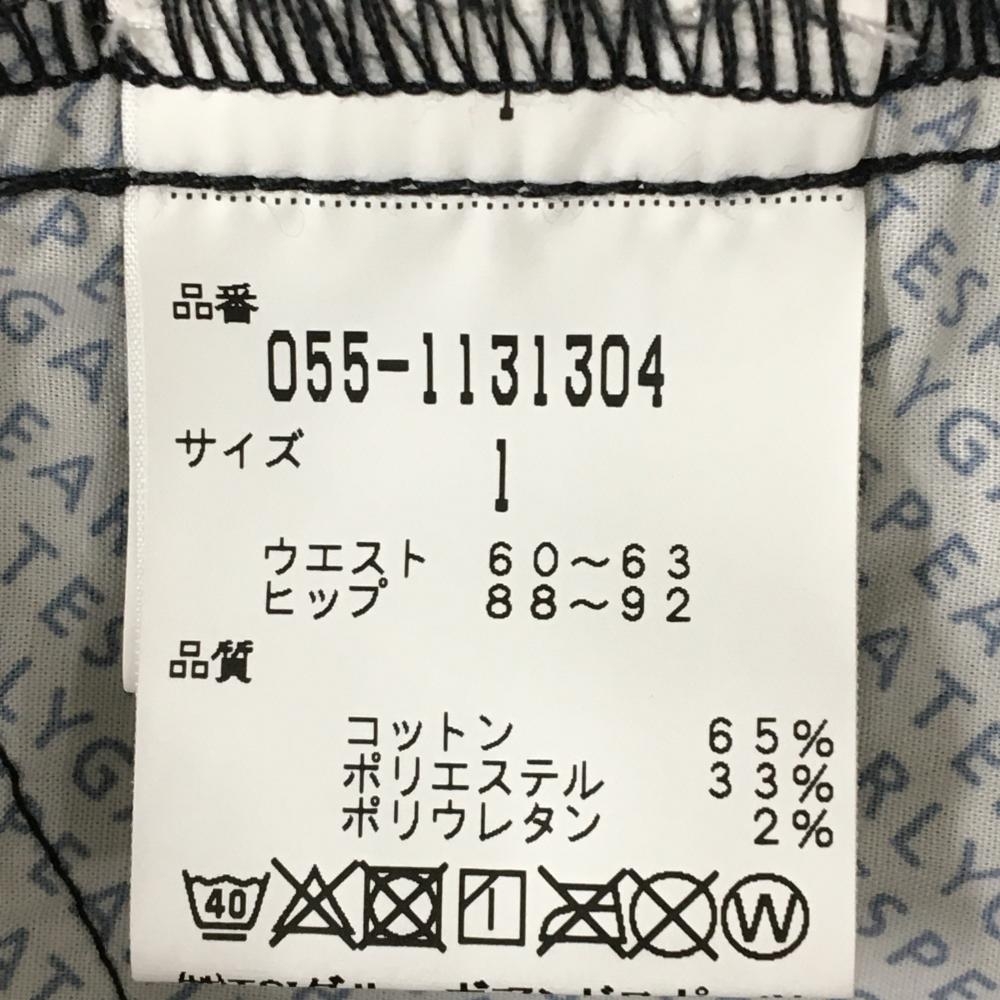 品番
055-1131304
サイズ
1
ウエスト 60~63
ヒップ 88~92
品質
コットン 65%
ポリエステル 33%
ポリウレタン 2%
40
W